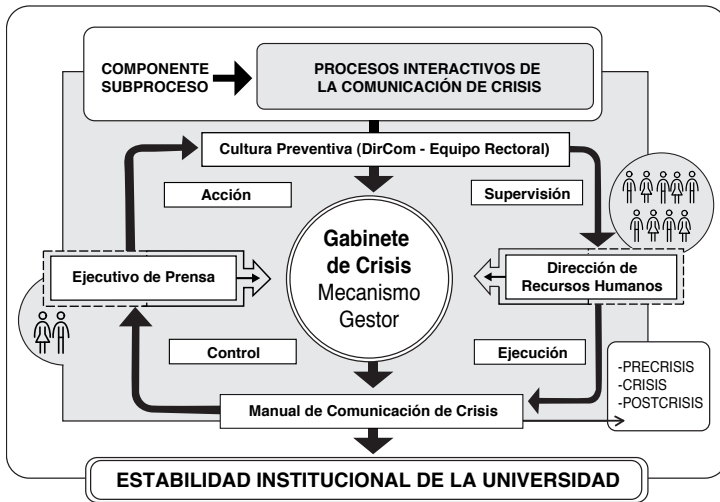 COMPONENTE
SUBPROCESO
PROCESOS INTERACTIVOS DE
LA COMUNICACIÓN DE CRISIS
Cultura Preventiva (DirCom - Equipo Rectoral)
Acción
Supervisión
Gabinete
de Crisis
Mecanismo
Gestor
Ejecutivo de Prensa
Dirección de
Recursos Humanos
Control
Ejecución
-PRECRISIS
-CRISIS
-POSTCRISIS
Manual de Comunicación de Crisis
ESTABILIDAD INSTITUCIONAL DE LA UNIVERSIDAD